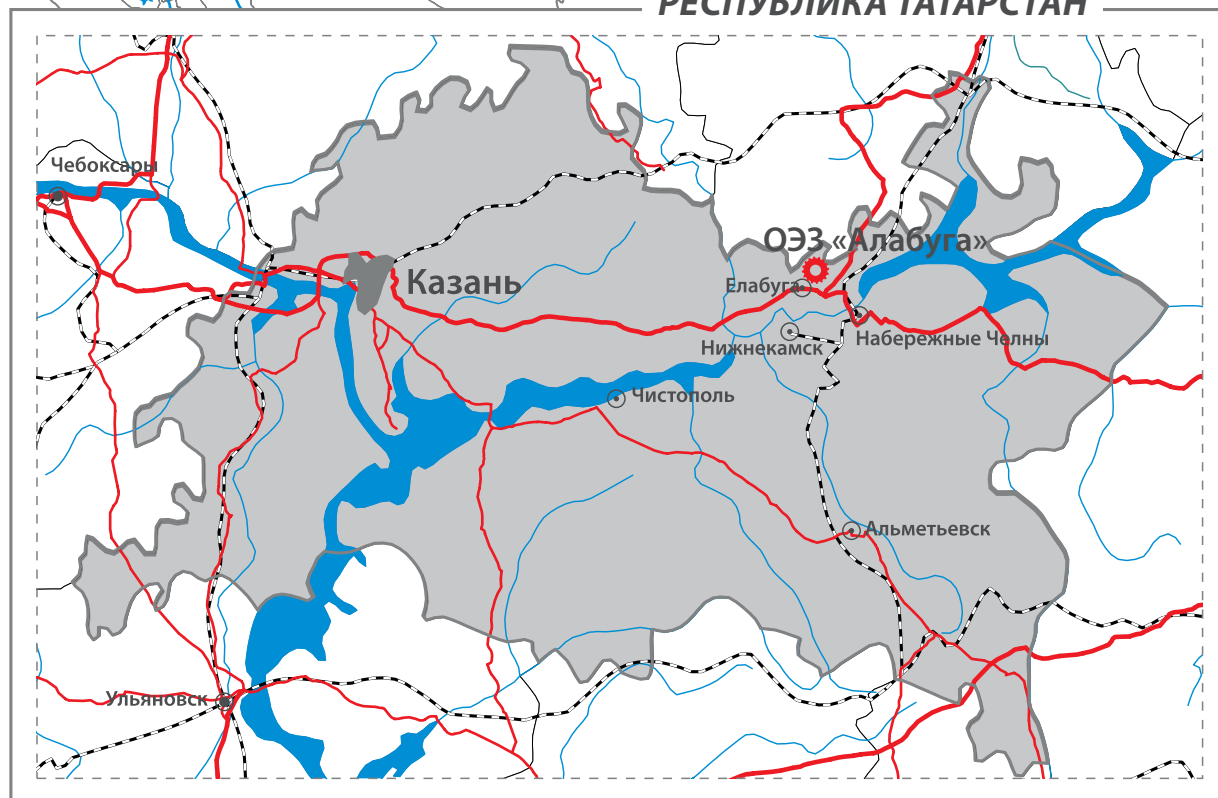 РЕСПУБЛИКА ТАТАРСТАН
Чебоксары
ОЭЗ «Алабуга»
Казань
Елабуга
Набережные Челны
Нижнекамск
Чистополь
Альметьевск
Ульяновск